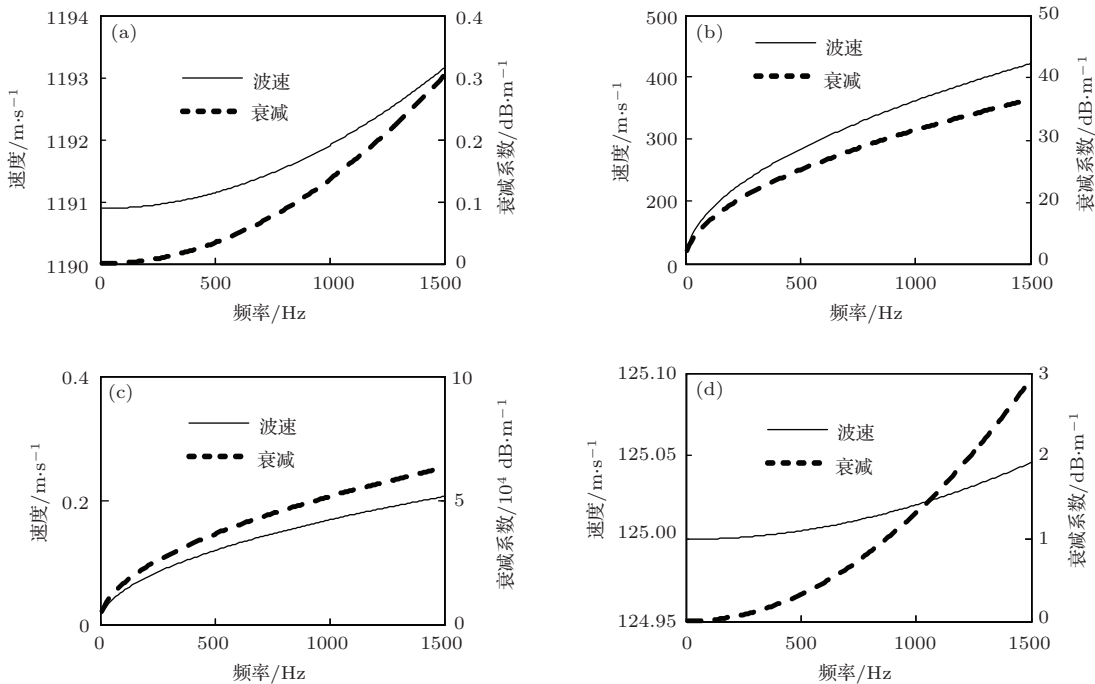 (a)
1194
1193
1192
1191
1190
0.4
0.3
0.2
0.1
0
波速
衰减
速度/m·s−1
衰减系数/dB·m−1
0
500
1000
1500
频率/Hz
(b)
500
400
300
200
0
50
40
30
20
0
波速
衰减
速度/m·s−1
衰减系数/dB·m−1
0
500
1000
1500
频率/Hz
(c)
0.4
0.2
0
10
5
0
波速
衰减
速度/m·s−1
衰减系数/10⁴ dB·m−1
0
500
1000
1500
频率/Hz
(d)
125.10
125.05
125.00
124.95
3
2
1
0
波速
衰减
速度/m·s−1
衰减系数/dB·m−1
0
500
1000
1500
频率/Hz